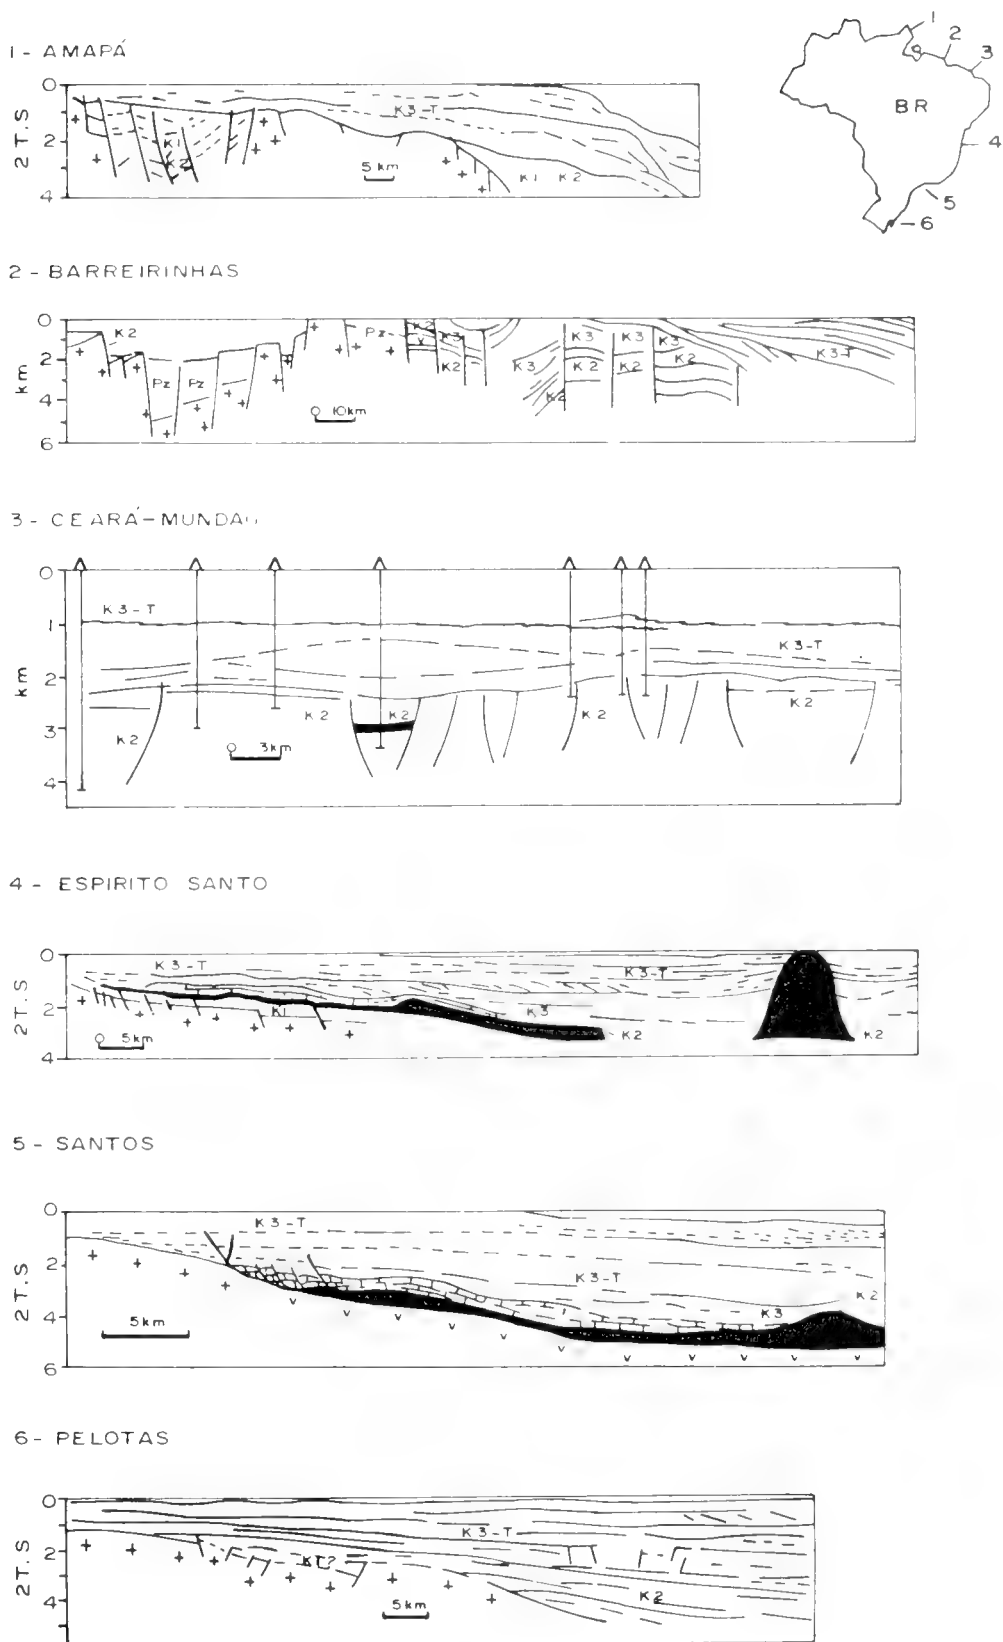 1 - AMAPÁ
0
2
4
2 T.S
K3-T
K1
K2
5 km
K1 K2
1
2
3
BR
4
5
6
2 - BARREIRINHAS
0
2
4
6
km
K2
Pz
Pz
Pz
K2
K3
K2
K3
K2
K3
K2
K3
K2
K3
K2
K3-T
0 10km
3 - CEARÁ-MUNDAÚ
0
1
2
3
4
km
K3-T
K3-T
K2
K2
K2
K2
K2
0 3km
4 - ESPIRITO SANTO
0
2
4
2T.S
K3-T
K3-T
K1
K3
K2
K2
0 5km
5 - SANTOS
0
2
4
6
2T.S
K3-T
K3-T
K3
K2
5km
6 - PELOTAS
0
2
4
2T.S
K3-T
K2
5km